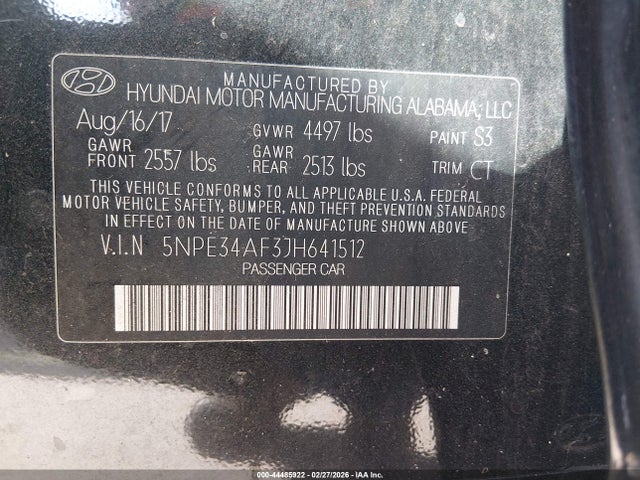 MANUFACTURED BY
HYUNDAI MOTOR MANUFACTURING ALABAMA, LLC
Aug/16/17 GVWR 4497 lbs PAINT S3
GAWR FRONT 2557 lbs GAWR REAR 2513 lbs TRIM CT
THIS VEHICLE CONFORMS TO ALL APPLICABLE U.S.A. FEDERAL
MOTOR VEHICLE SAFETY, BUMPER, AND THEFT PREVENTION STANDARDS
IN EFFECT ON THE DATE OF MANUFACTURE SHOWN ABOVE.
V.I.N 5NPE34AF3JH641512
PASSENGER CAR
000-44485922 - 02/27/2026 - IAA Inc.